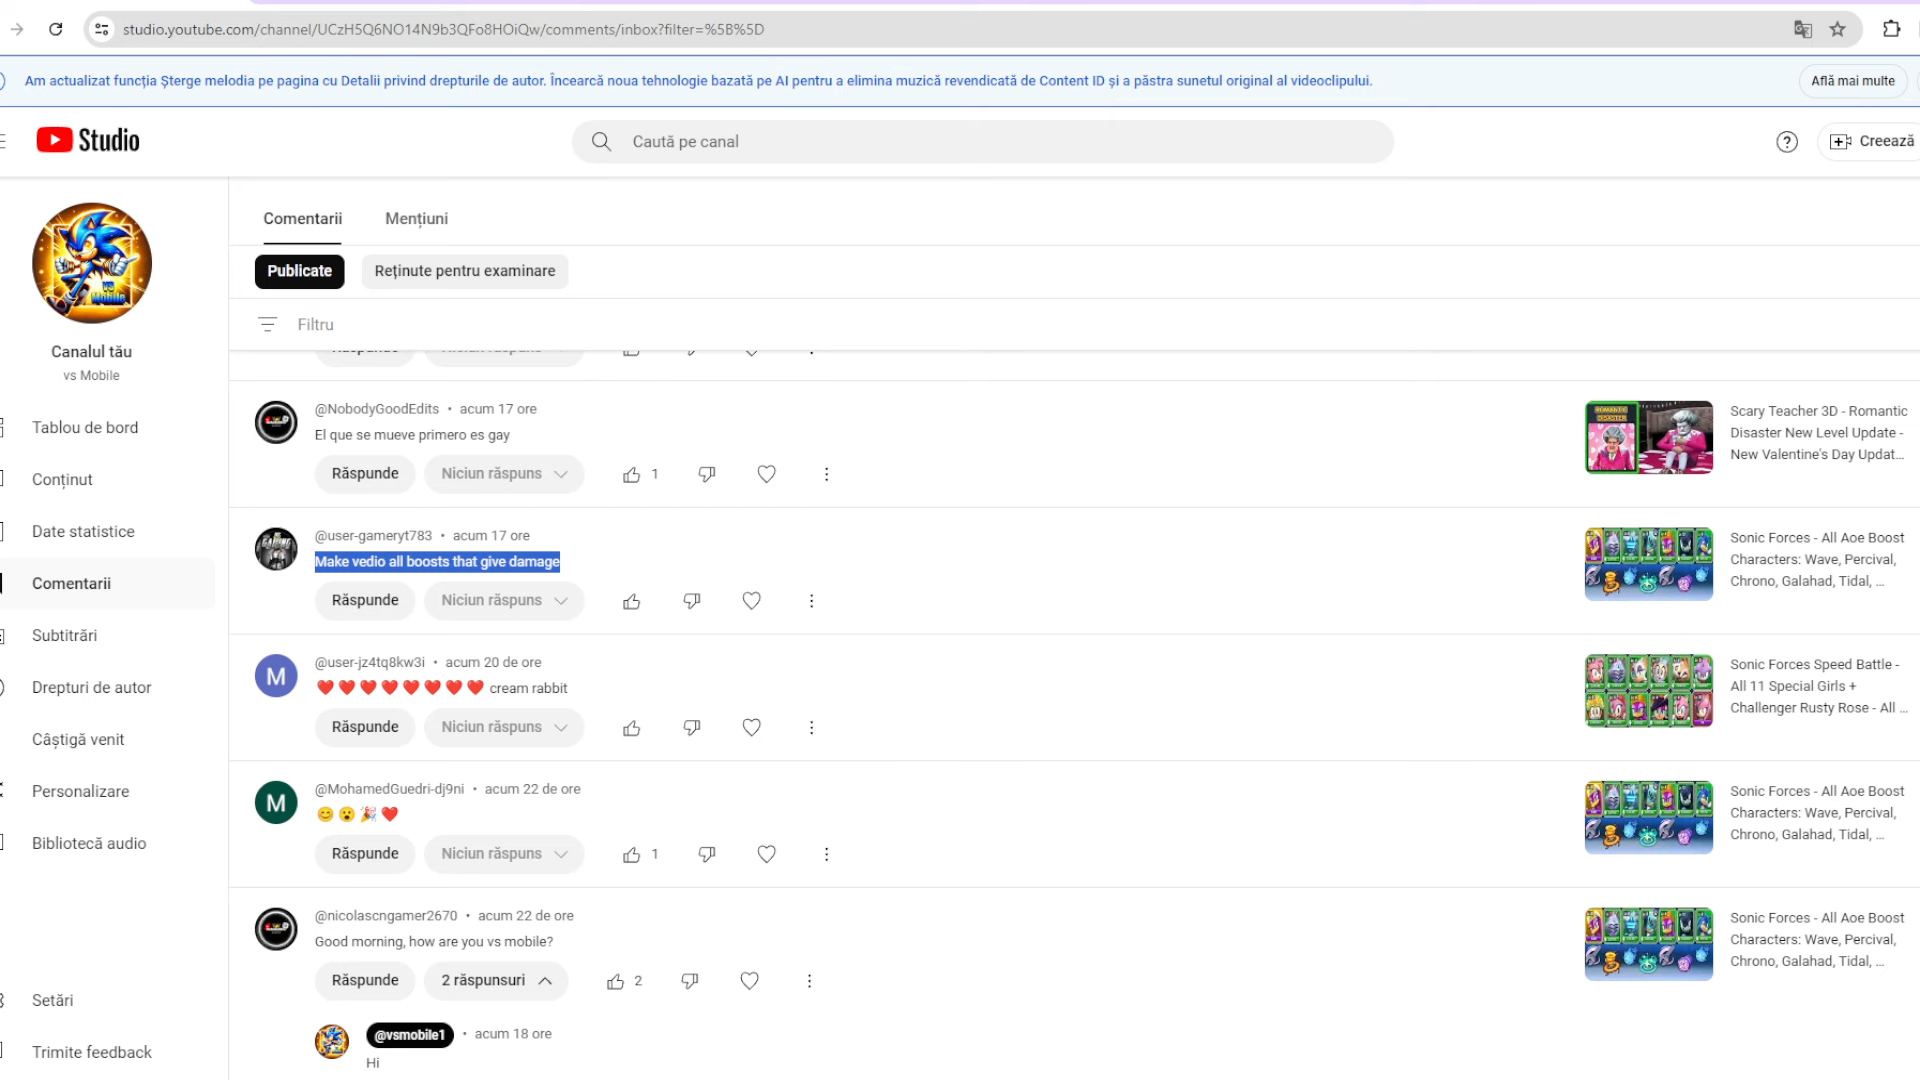 studio.youtube.com/channel/UCzH5Q6NO14N9b3QFo8HOiQw/comments/inbox?filter=%5B%5D
Am actualizat funcția Șterge melodia pe pagina cu Detalii privind drepturile de autor. Încearcă noua tehnologie bazată pe AI pentru a elimina muzică revendicată de Content ID și a păstra sunetul original al videoclipului.
Află mai multe
Studio
Caută pe canal
Creează
Canalul tău
vs Mobile
Tablou de bord
Conținut
Date statistice
Comentarii
Subtitrări
Drepturi de autor
Câștigă venit
Personalizare
Bibliotecă audio
Setări
Trimite feedback
Comentarii
Mențiuni
Publicate
Reținute pentru examinare
Filtru
@NobodyGoodEdits • acum 17 ore
El que se mueve primero es gay
Răspunde
Niciun răspuns
1
Scary Teacher 3D - Romantic
Disaster New Level Update -
New Valentine's Day Updat...
ROMANTIC
DISASTER
@user-gameryt783 • acum 17 ore
Make vedio all boosts that give damage
Răspunde
Niciun răspuns
Sonic Forces - All Aoe Boost
Characters: Wave, Percival,
Chrono, Galahad, Tidal, ...
@user-jz4tq8kw3i • acum 20 de ore
❤️❤️❤️❤️❤️❤️❤️❤️ cream rabbit
Răspunde
Niciun răspuns
Sonic Forces Speed Battle -
All 11 Special Girls +
Challenger Rusty Rose - All ...
M
@MohamedGuedri-dj9ni • acum 22 de ore
😊😮🎉❤️
Răspunde
Niciun răspuns
1
Sonic Forces - All Aoe Boost
Characters: Wave, Percival,
Chrono, Galahad, Tidal, ...
M
@nicolascngamer2670 • acum 22 de ore
Good morning, how are you vs mobile?
Răspunde
2 răspunsuri
2
Sonic Forces - All Aoe Boost
Characters: Wave, Percival,
Chrono, Galahad, Tidal, ...
@vsmobile1 • acum 18 ore
Hi